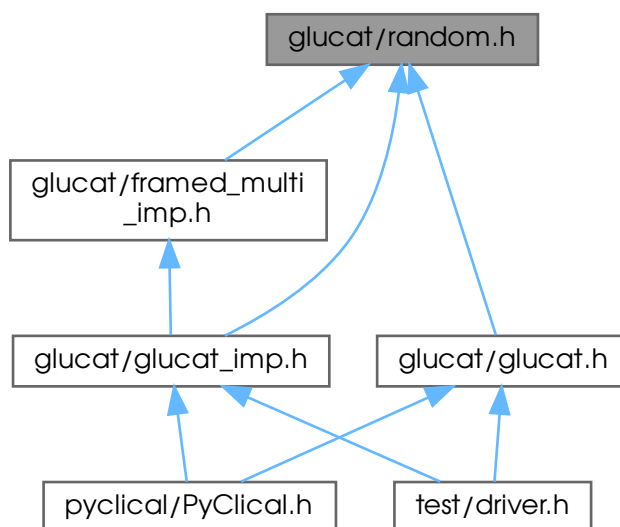 glucat/random.h
glucat/framed_multi
_imp.h
glucat/glucat_imp.h
glucat/glucat.h
pyclical/PyClical.h
test/driver.h